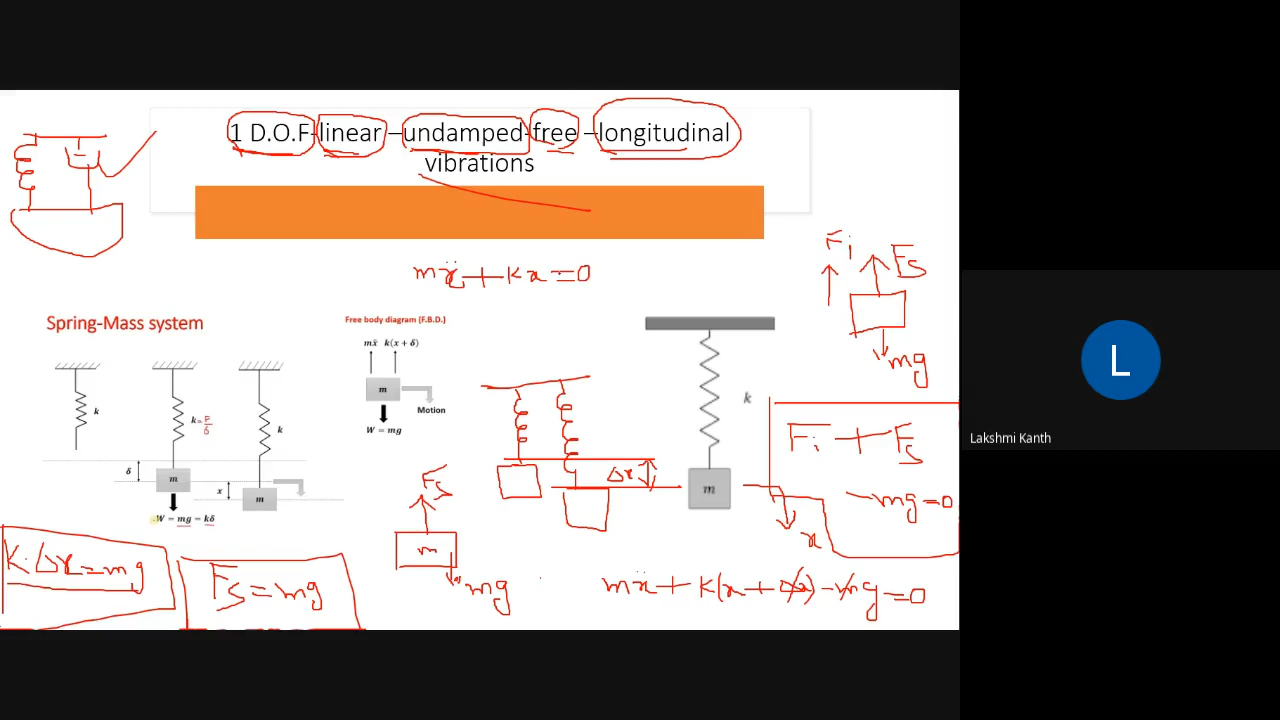 1 D.O.F-linear –undamped-free –longitudinal
vibrations
mẍ + kx = 0
Fi
Fs
mg
Spring-Mass system
Free body diagram (F.B.D.)
mẍ k(x + δ)
m
Motion
W = mg
k
k = F/δ
k
δ
m
x
m
W = mg = kδ
k
m
x
Δx
Fi + Fs
- mg = 0
Fs
m
mg
K. Δx = mg
Fs = mg
mẍ + k(x + Δx) - mg = 0
L
Lakshmi Kanth